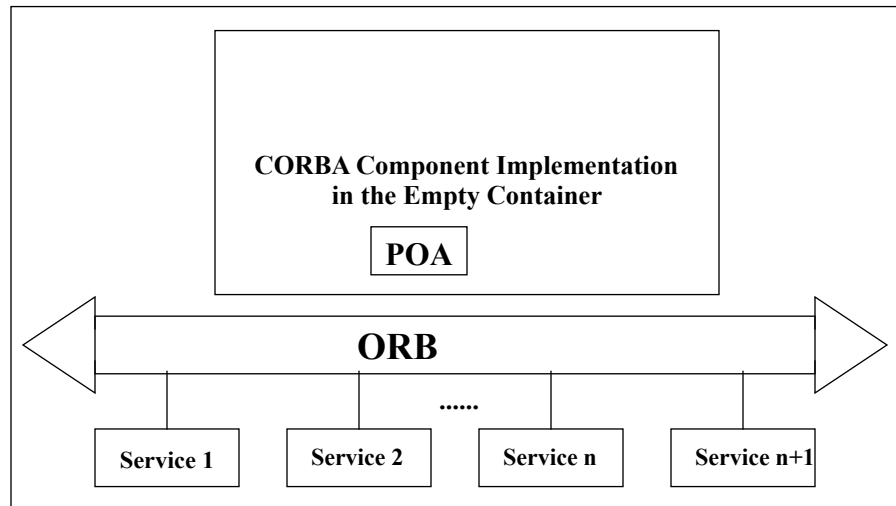 CORBA Component Implementation
in the Empty Container
POA
ORB
......
Service 1
Service 2
Service n
Service n+1